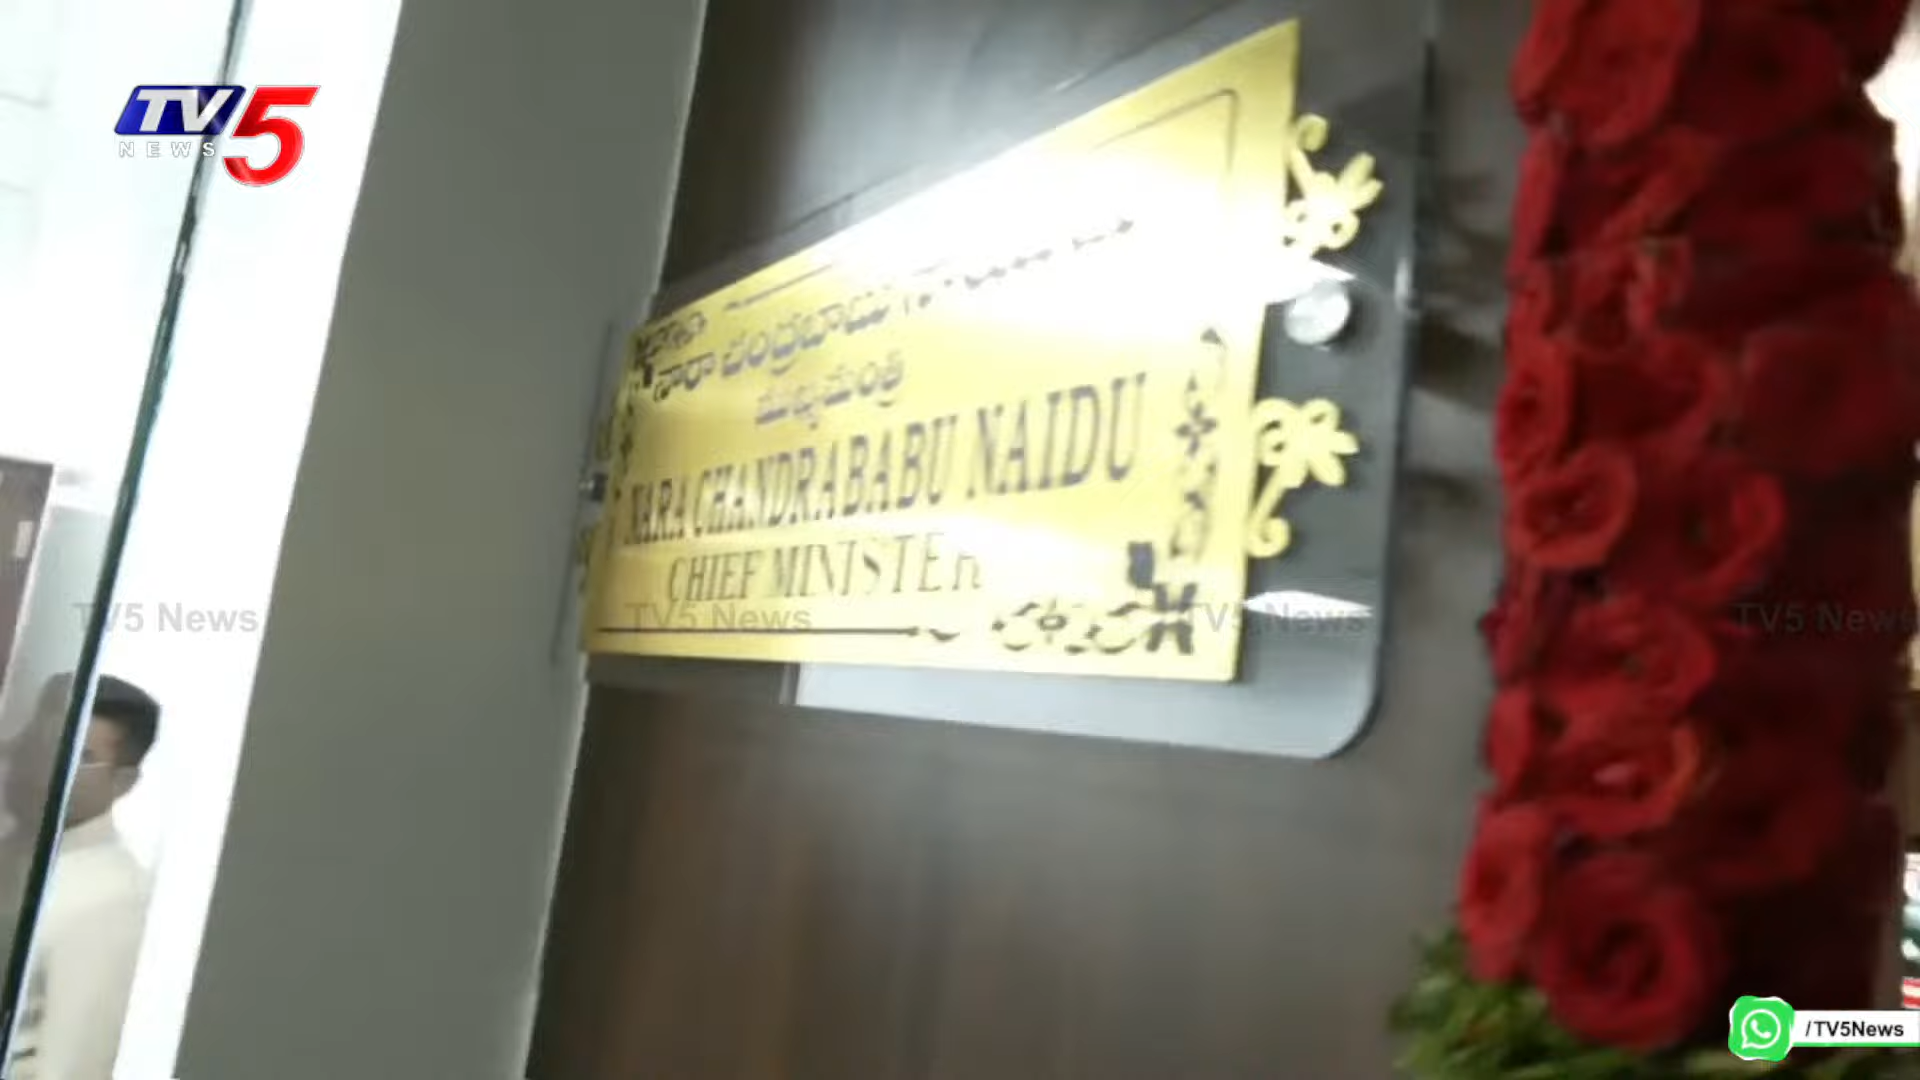 TV5
NEWS
నారా చంద్రబాబు
ముఖ్యమంత్రి
NARA CHANDRABABU NAIDU
CHIEF MINISTER
TV5 News TV5 News TV5 News TV5 News
/TV5News